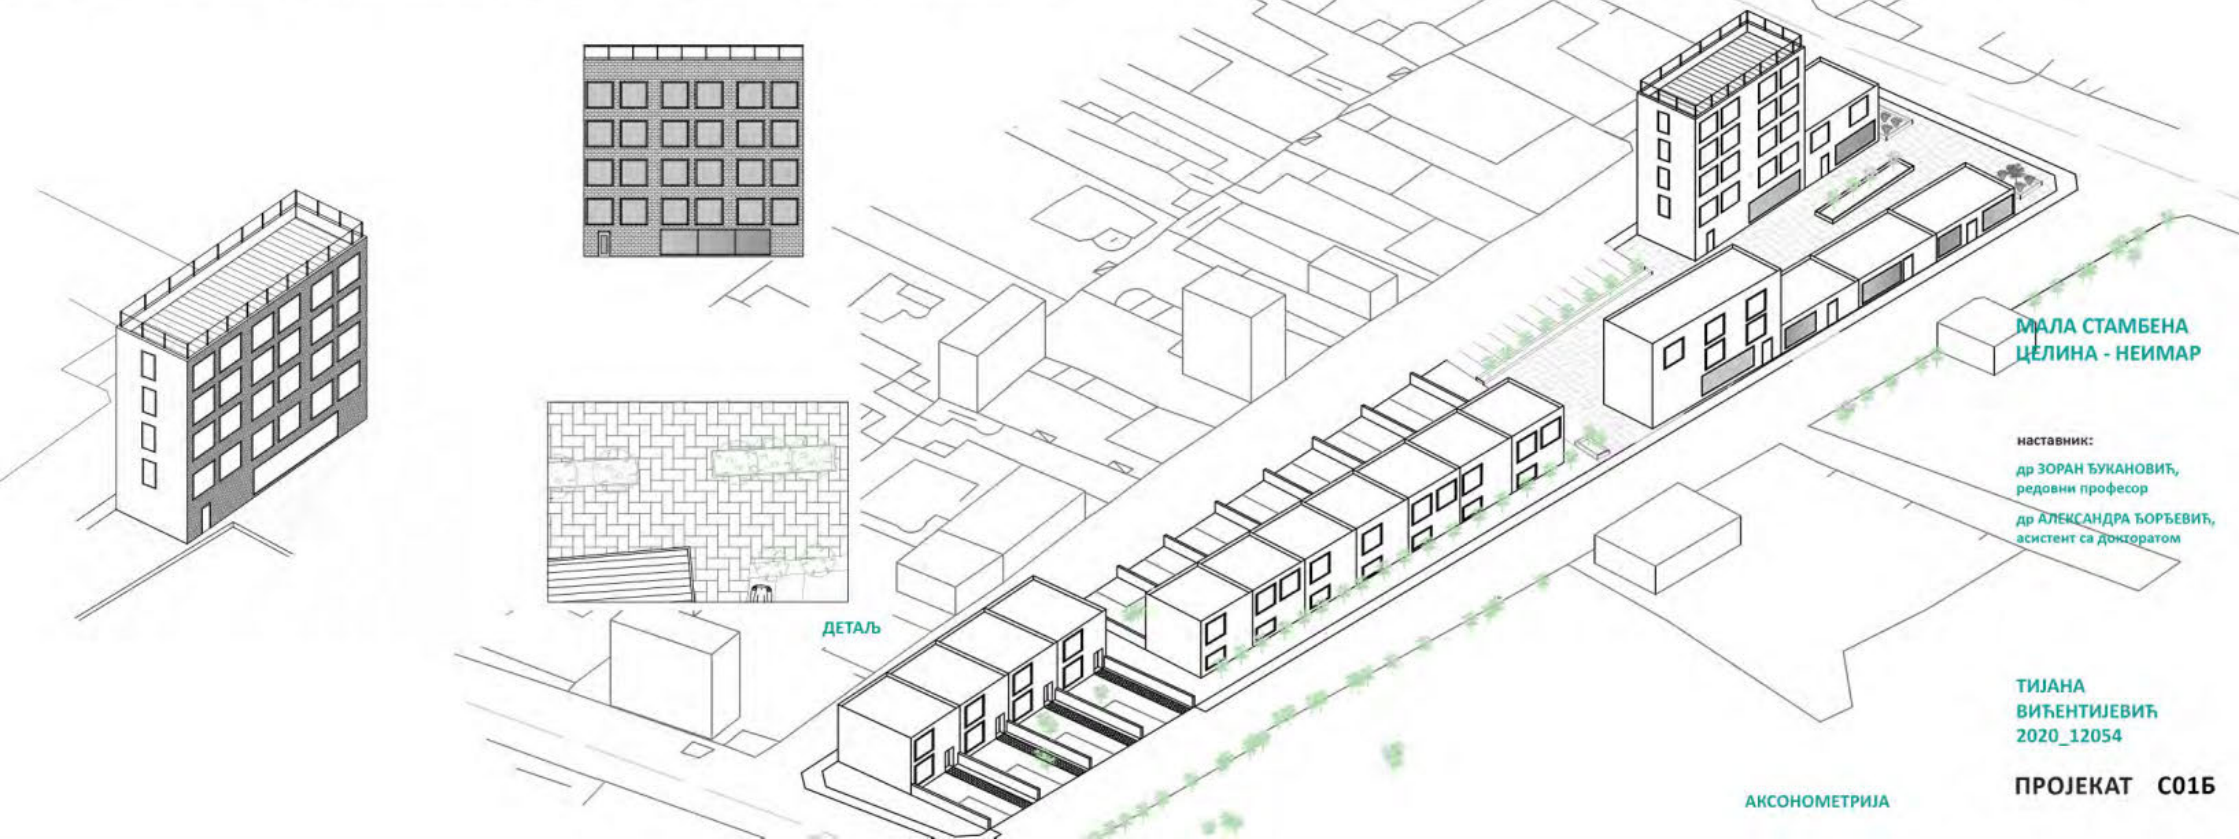 ДЕТАЉ
МАЛА СТАМБЕНА
ЦЕЛИНА - НЕИМАР
наставник:
др ЗОРАН ЂУКАНОВИЋ,
редовни професор
др АЛЕКСАНДРА ЂОРЂЕВИЋ,
асистент са докторатом
ТИЈАНА
ВИЋЕНТИЈЕВИЋ
2020_12054
АКСОНОМЕТРИЈА
ПРОЈЕКАТ С01Б